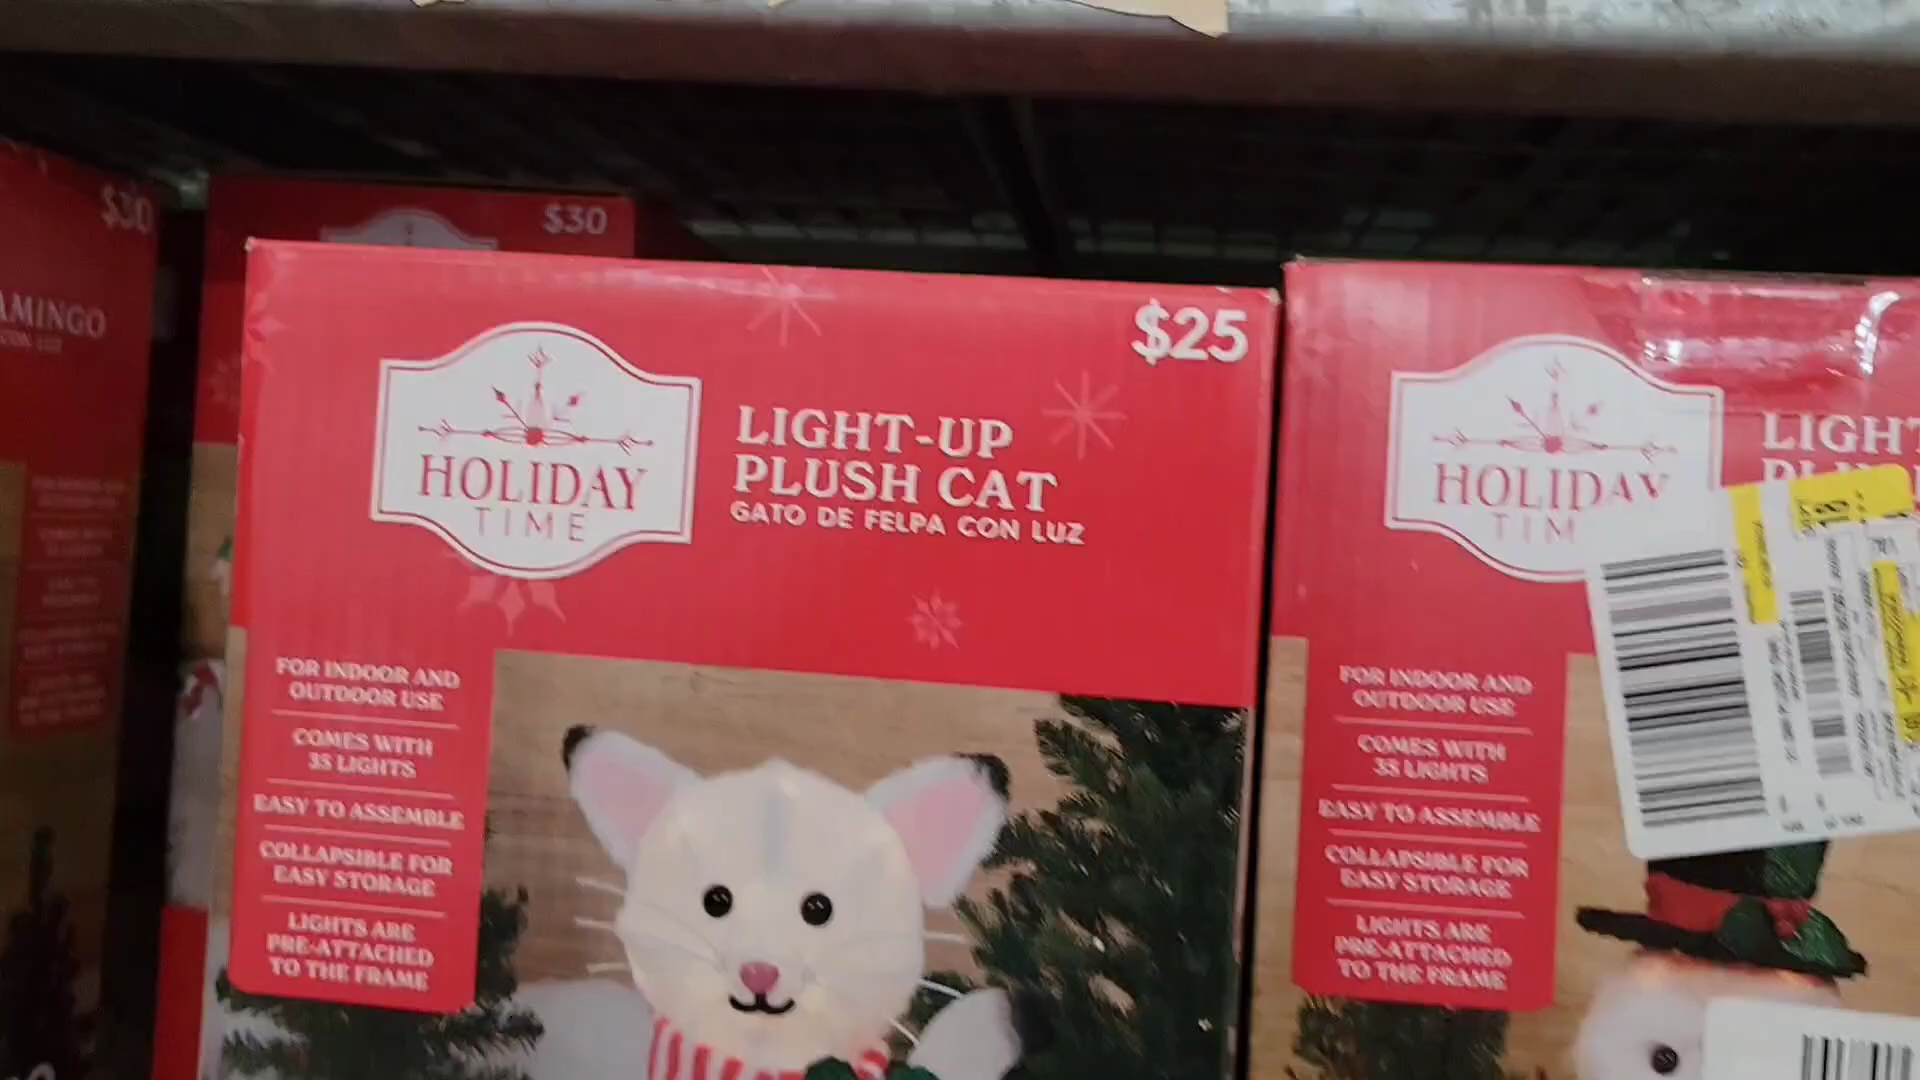 $30
AMINGO
CON LUZ
$30
$25
HOLIDAY
TIME
LIGHT-UP
PLUSH CAT
GATO DE FELPA CON LUZ
FOR INDOOR AND
OUTDOOR USE
COMES WITH
35 LIGHTS
EASY TO ASSEMBLE
COLLAPSIBLE FOR
EASY STORAGE
LIGHTS ARE
PRE-ATTACHED
TO THE FRAME
HOLIDAY
TIM
LIGHT
FOR INDOOR AND
OUTDOOR USE
COMES WITH
35 LIGHTS
EASY TO ASSEMBLE
COLLAPSIBLE FOR
EASY STORAGE
LIGHTS ARE
PRE-ATTACHED
TO THE FRAME